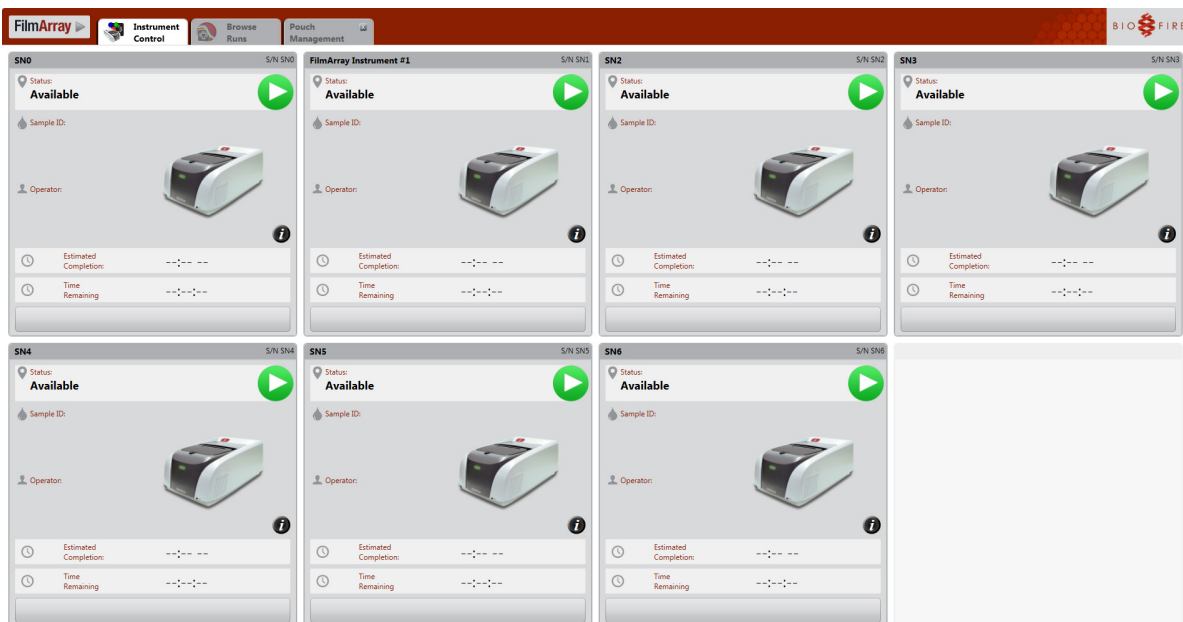 FilmArray
Instrument
Control
Browse
Runs
Pouch
Management
BIO FIRE
SN0 S/N SN0
Status:
Available
Sample ID:
Operator:
i
Estimated
Completion:
--:-- --
Time
Remaining
--:--:--
FilmArray Instrument #1 S/N SN1
Status:
Available
Sample ID:
Operator:
i
Estimated
Completion:
--:-- --
Time
Remaining
--:--:--
SN2 S/N SN2
Status:
Available
Sample ID:
Operator:
i
Estimated
Completion:
--:-- --
Time
Remaining
--:--:--
SN3 S/N SN3
Status:
Available
Sample ID:
Operator:
i
Estimated
Completion:
--:-- --
Time
Remaining
--:--:--
SN4 S/N SN4
Status:
Available
Sample ID:
Operator:
i
Estimated
Completion:
--:-- --
Time
Remaining
--:--:--
SN5 S/N SN5
Status:
Available
Sample ID:
Operator:
i
Estimated
Completion:
--:-- --
Time
Remaining
--:--:--
SN6 S/N SN6
Status:
Available
Sample ID:
Operator:
i
Estimated
Completion:
--:-- --
Time
Remaining
--:--:--